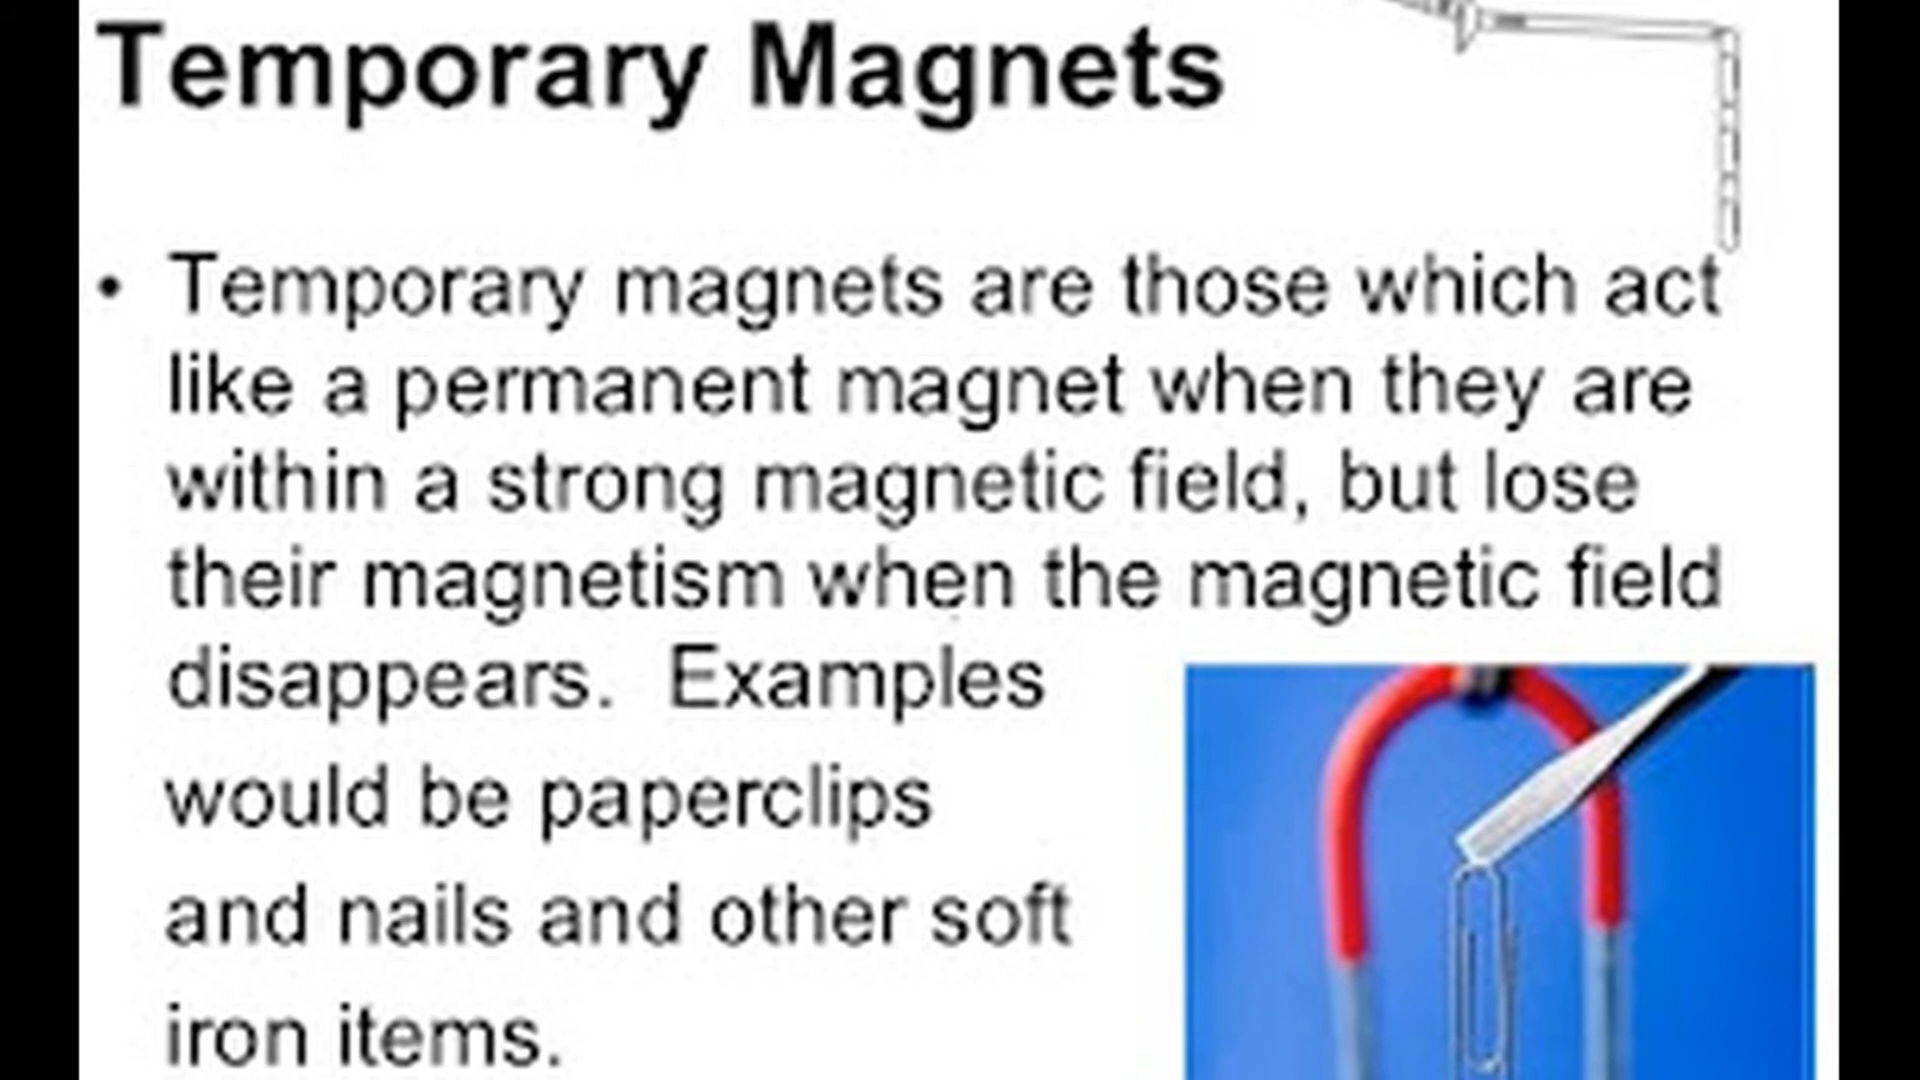 Temporary Magnets
• Temporary magnets are those which act
like a permanent magnet when they are
within a strong magnetic field, but lose
their magnetism when the magnetic field
disappears.  Examples
would be paperclips
and nails and other soft
iron items.